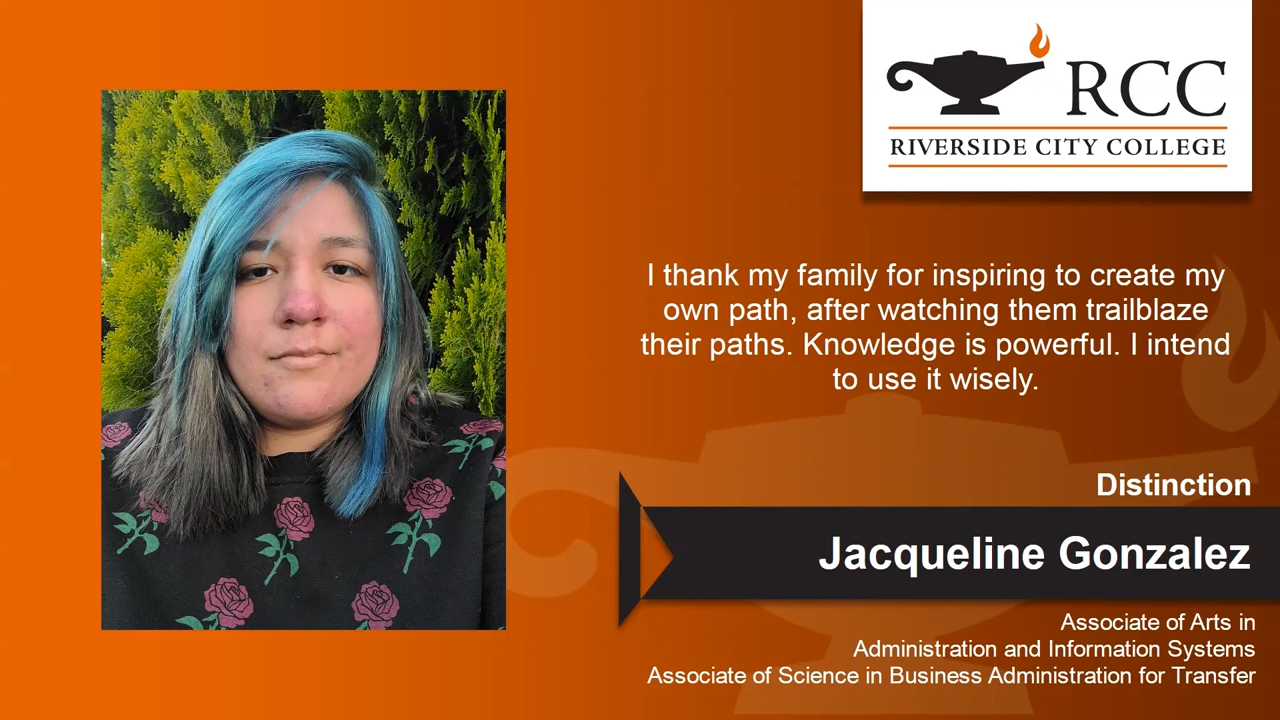 RCC
RIVERSIDE CITY COLLEGE
I thank my family for inspiring to create my
own path, after watching them trailblaze
their paths. Knowledge is powerful. I intend
to use it wisely.
Distinction
Jacqueline Gonzalez
Associate of Arts in
Administration and Information Systems
Associate of Science in Business Administration for Transfer